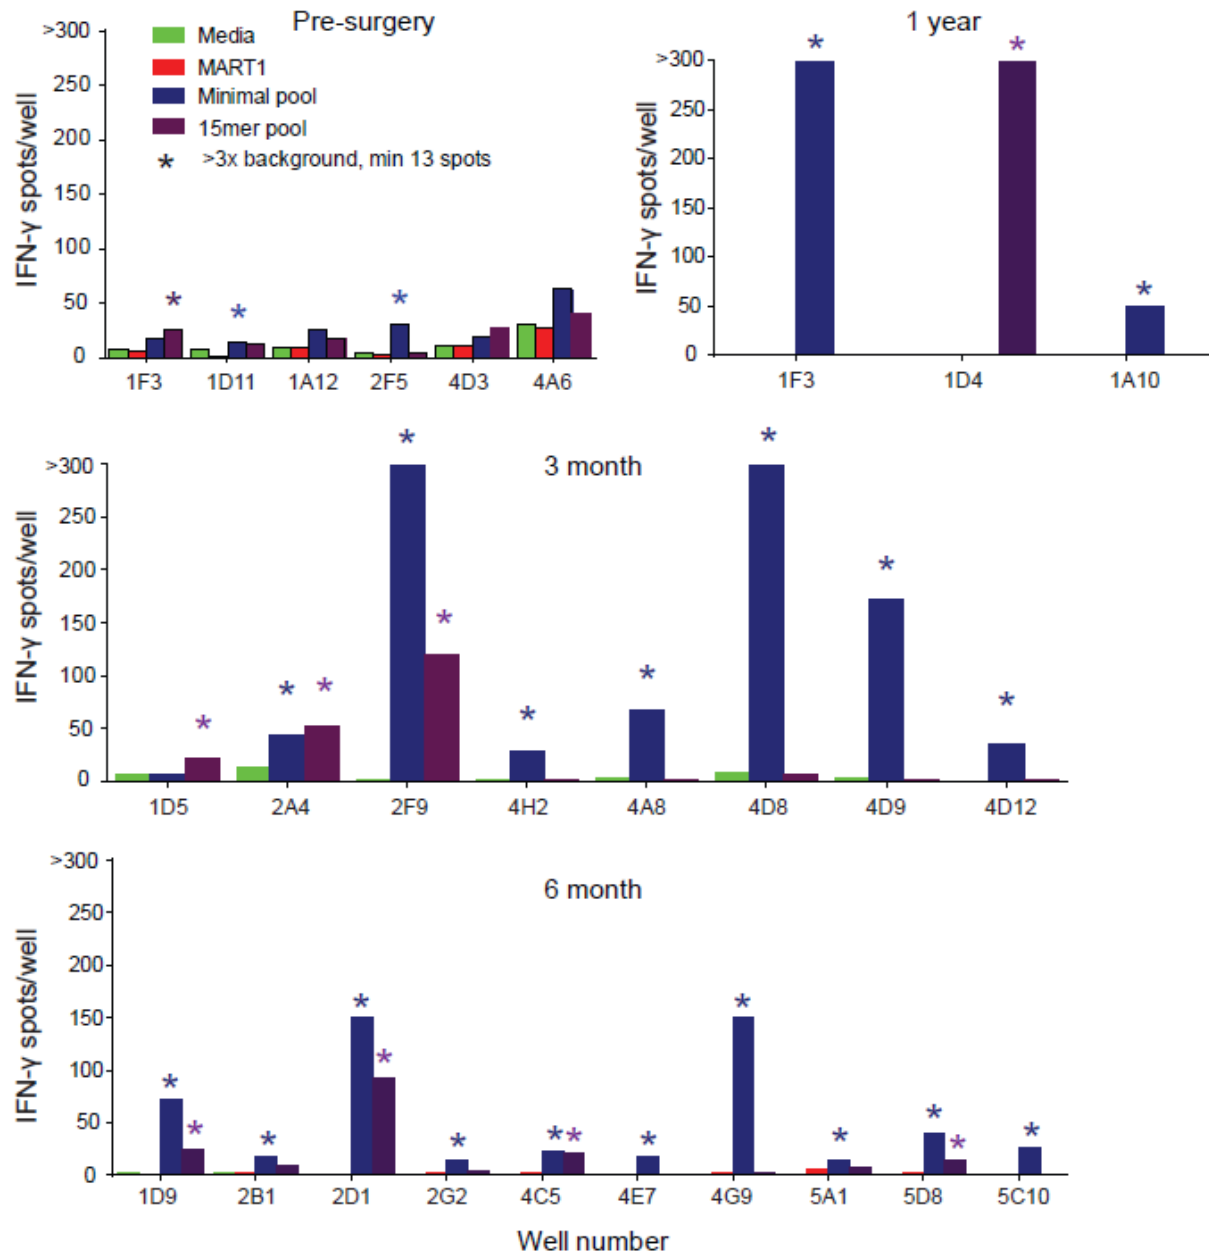 Pre-surgery
IFN-γ spots/well
>300
250
200
150
100
50
0
Media
MART1
Minimal pool
15mer pool
* >3x background, min 13 spots
* * *
1F3 1D11 1A12 2F5 4D3 4A6
1 year
IFN-γ spots/well
>300
250
200
150
100
50
0
* * *
1F3 1D4 1A10
3 month
IFN-γ spots/well
>300
250
200
150
100
50
0
* * * * * * * * * *
1D5 2A4 2F9 4H2 4A8 4D8 4D9 4D12
6 month
IFN-γ spots/well
>300
250
200
150
100
50
0
* * * * * * * * * * * * * *
1D9 2B1 2D1 2G2 4C5 4E7 4G9 5A1 5D8 5C10
Well number